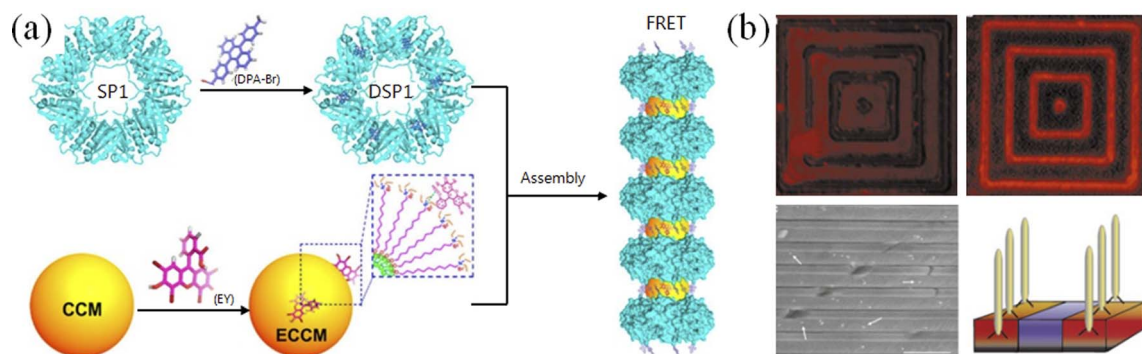 (a)
SP1
(DPA-Br)
DSP1
FRET
Assembly
CCM
(EY)
ECCM
(b)